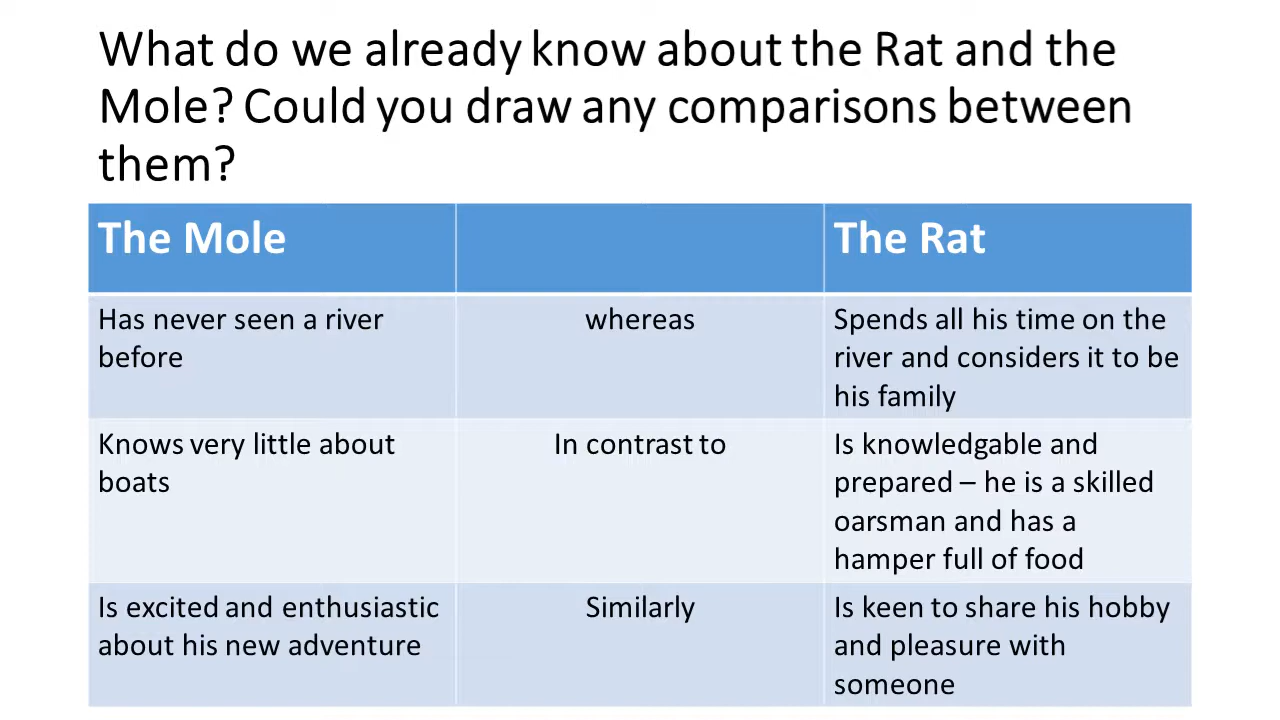 What do we already know about the Rat and the
Mole? Could you draw any comparisons between
them?
The Mole
The Rat
Has never seen a river
before
whereas
Spends all his time on the
river and considers it to be
his family
Knows very little about
boats
In contrast to
Is knowledgable and
prepared – he is a skilled
oarsman and has a
hamper full of food
Is excited and enthusiastic
about his new adventure
Similarly
Is keen to share his hobby
and pleasure with
someone